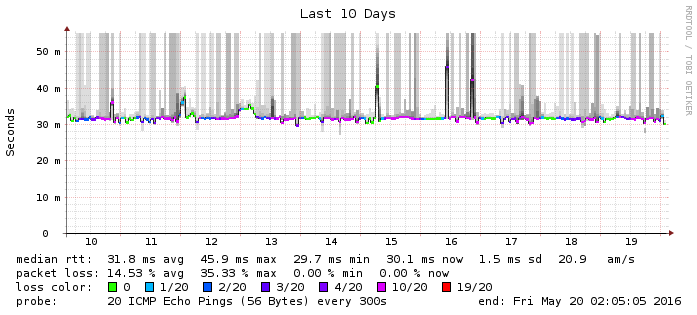 Last 10 Days
RRDTOOL / TOBI OETIKER
Seconds
50 m
40 m
30 m
20 m
10 m
0
10 11 12 13 14 15 16 17 18 19
median rtt: 31.8 ms avg 45.9 ms max 29.7 ms min 30.1 ms now 1.5 ms sd 20.9 am/s
packet loss: 14.53 % avg 35.33 % max 0.00 % min 0.00 % now
loss color: 0 1/20 2/20 3/20 4/20 10/20 19/20
probe: 20 ICMP Echo Pings (56 Bytes) every 300s end: Fri May 20 02:05:05 2016